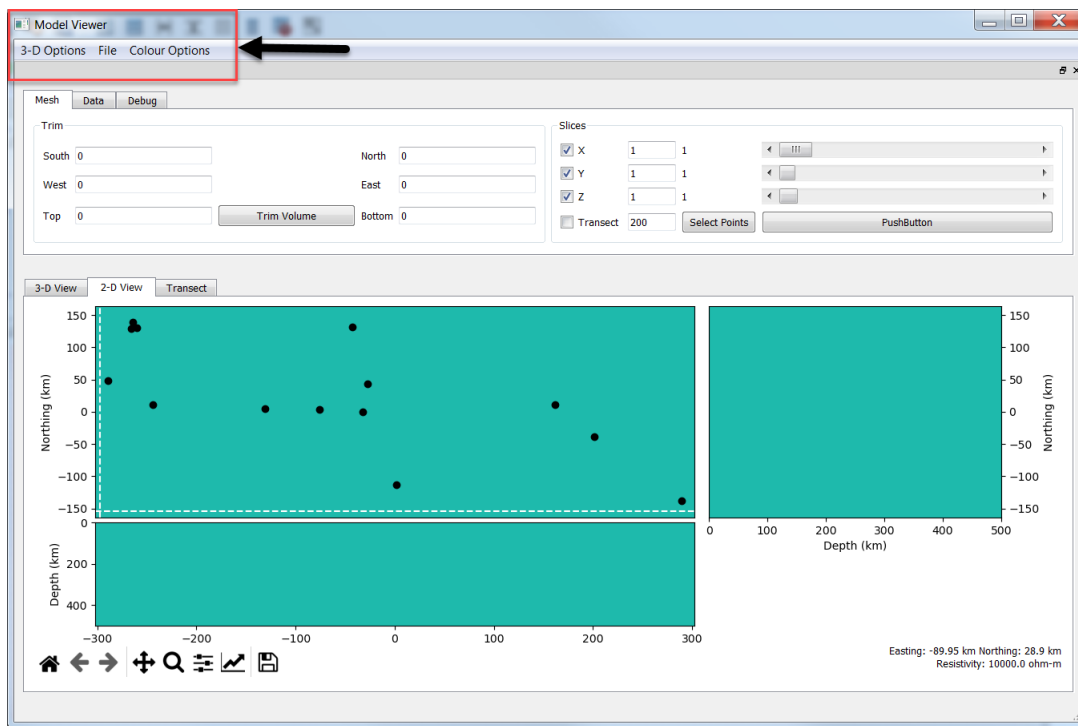 Model Viewer
3-D Options File Colour Options
Mesh Data Debug
Trim
South 0 North 0
West 0 East 0
Top 0 Trim Volume Bottom 0
Slices
X 1 1
Y 1 1
Z 1 1
Transect 200 Select Points PushButton
3-D View 2-D View Transect
Northing (km)
150
100
50
0
−50
−100
−150
Depth (km)
0
200
400
−300 −200 −100 0 100 200 300
150
100
50
0
−50
−100
−150
Northing (km)
0 100 200 300 400 500
Depth (km)
Easting: -89.95 km Northing: 28.9 km
Resistivity: 10000.0 ohm-m